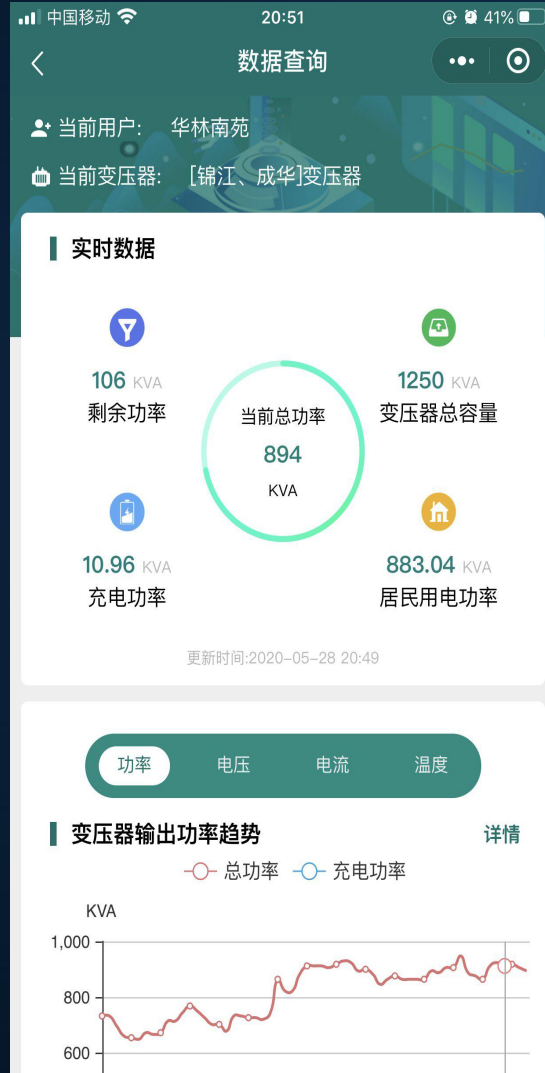 中国移动 20:51 41%
数据查询
当前用户: 华林南苑
当前变压器: [锦江、成华]变压器
实时数据
106 KVA
剩余功率
1250 KVA
变压器总容量
当前总功率
894
KVA
10.96 KVA
充电功率
883.04 KVA
居民用电功率
更新时间:2020-05-28 20:49
功率 电压 电流 温度
变压器输出功率趋势 详情
总功率 充电功率
KVA
1,000
800
600